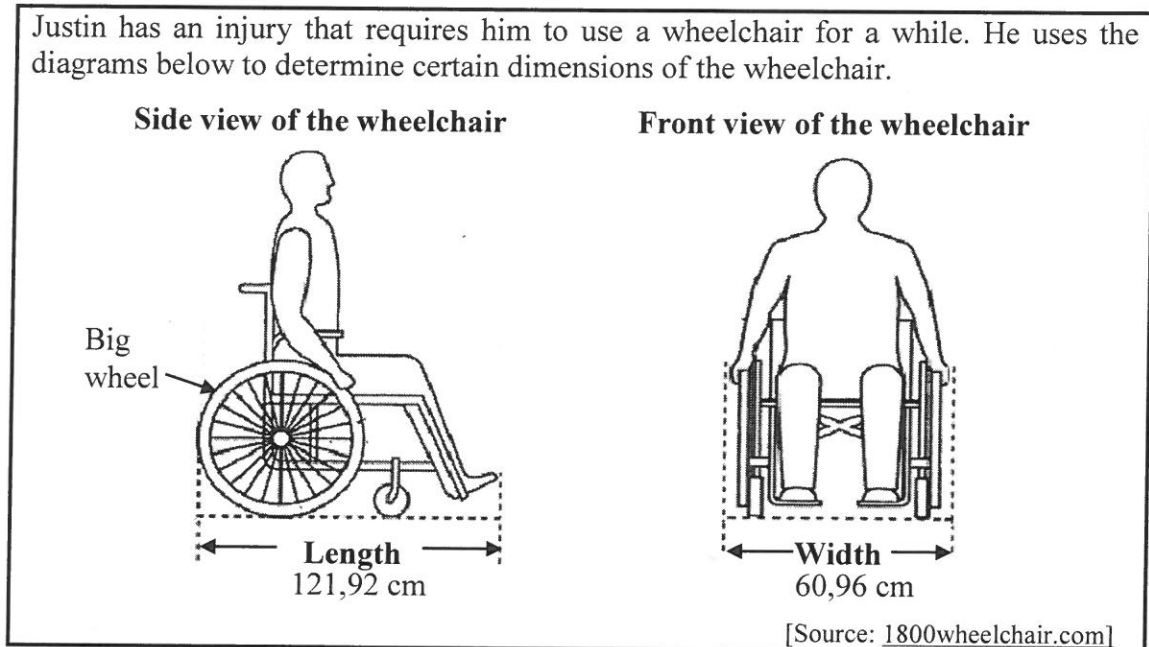 Justin has an injury that requires him to use a wheelchair for a while. He uses the
diagrams below to determine certain dimensions of the wheelchair.
Side view of the wheelchair
Front view of the wheelchair
Big
wheel
Length
121,92 cm
Width
60,96 cm
[Source: 1800wheelchair.com]